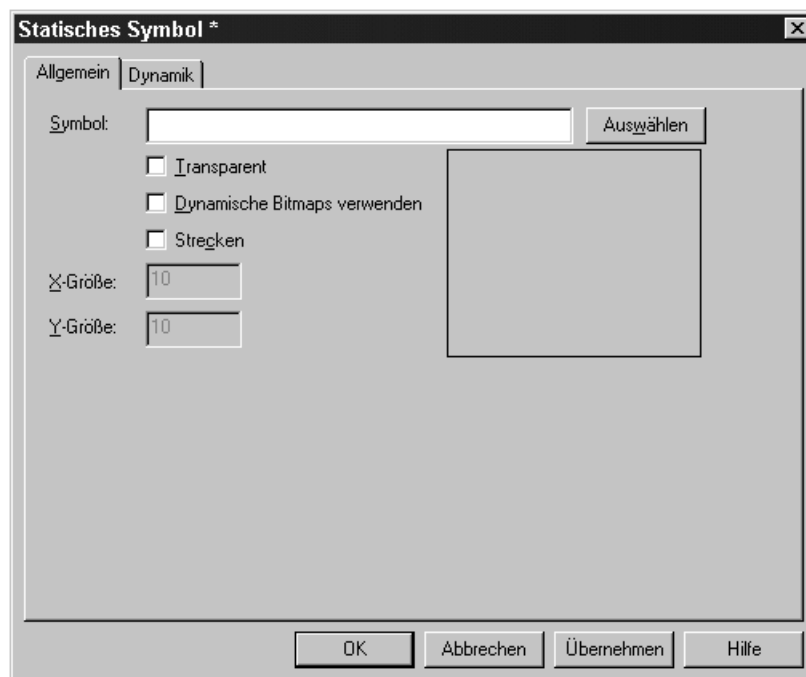 Statisches Symbol *
Allgemein Dynamik
Symbol: Auswählen
Transparent
Dynamische Bitmaps verwenden
Strecken
X-Größe: 10
Y-Größe: 10
OK Abbrechen Übernehmen Hilfe